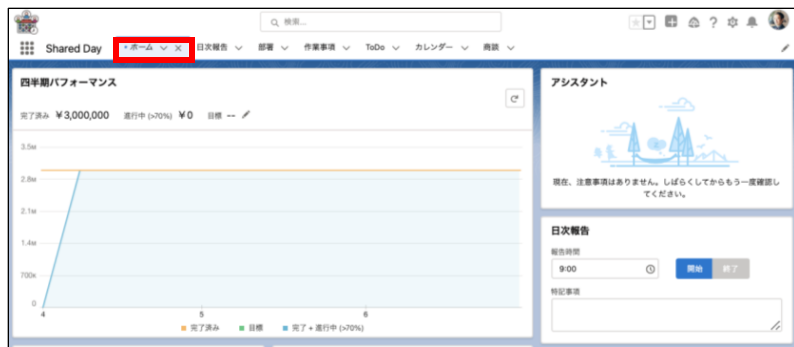 検索...
Shared Day
* ホーム
日次報告
部署
作業事項
ToDo
カレンダー
商談
四半期パフォーマンス
完了済み ¥3,000,000 進行中 (>70%) ¥0 目標 --
3.5M
2.8M
2.1M
1.4M
700K
0
4 5 6
完了済み 目標 完了 + 進行中 (>70%)
アシスタント
現在、注意事項はありません。しばらくしてからもう一度確認し
てください。
日次報告
報告時間
9:00 開始 終了
特記事項